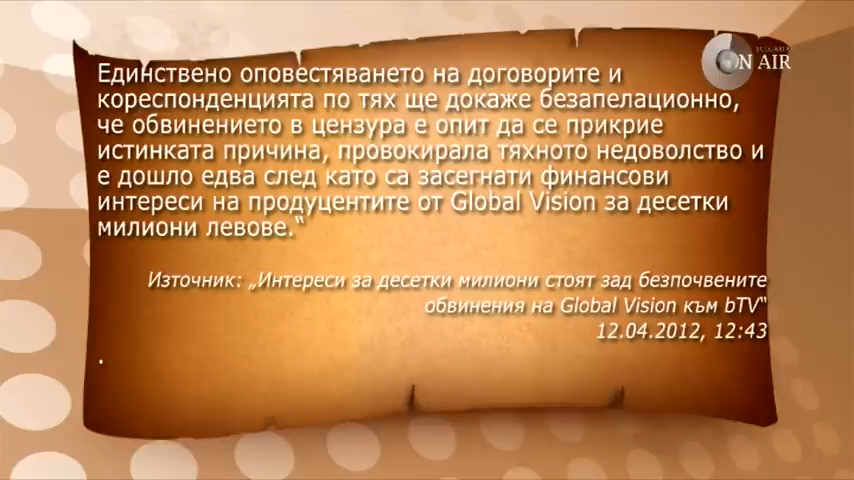 BULGARIA
ON AIR
Единствено оповестяването на договорите и
кореспонденцията по тях ще докаже безапелационно,
че обвинението в цензура е опит да се прикрие
истинката причина, провокирала тяхното недоволство и
е дошло едва след като са засегнати финансови
интереси на продуцентите от Global Vision за десетки
милиони левове.“
Източник: „Интереси за десетки милиони стоят зад безпочвените
обвинения на Global Vision към bTV“
12.04.2012, 12:43
.